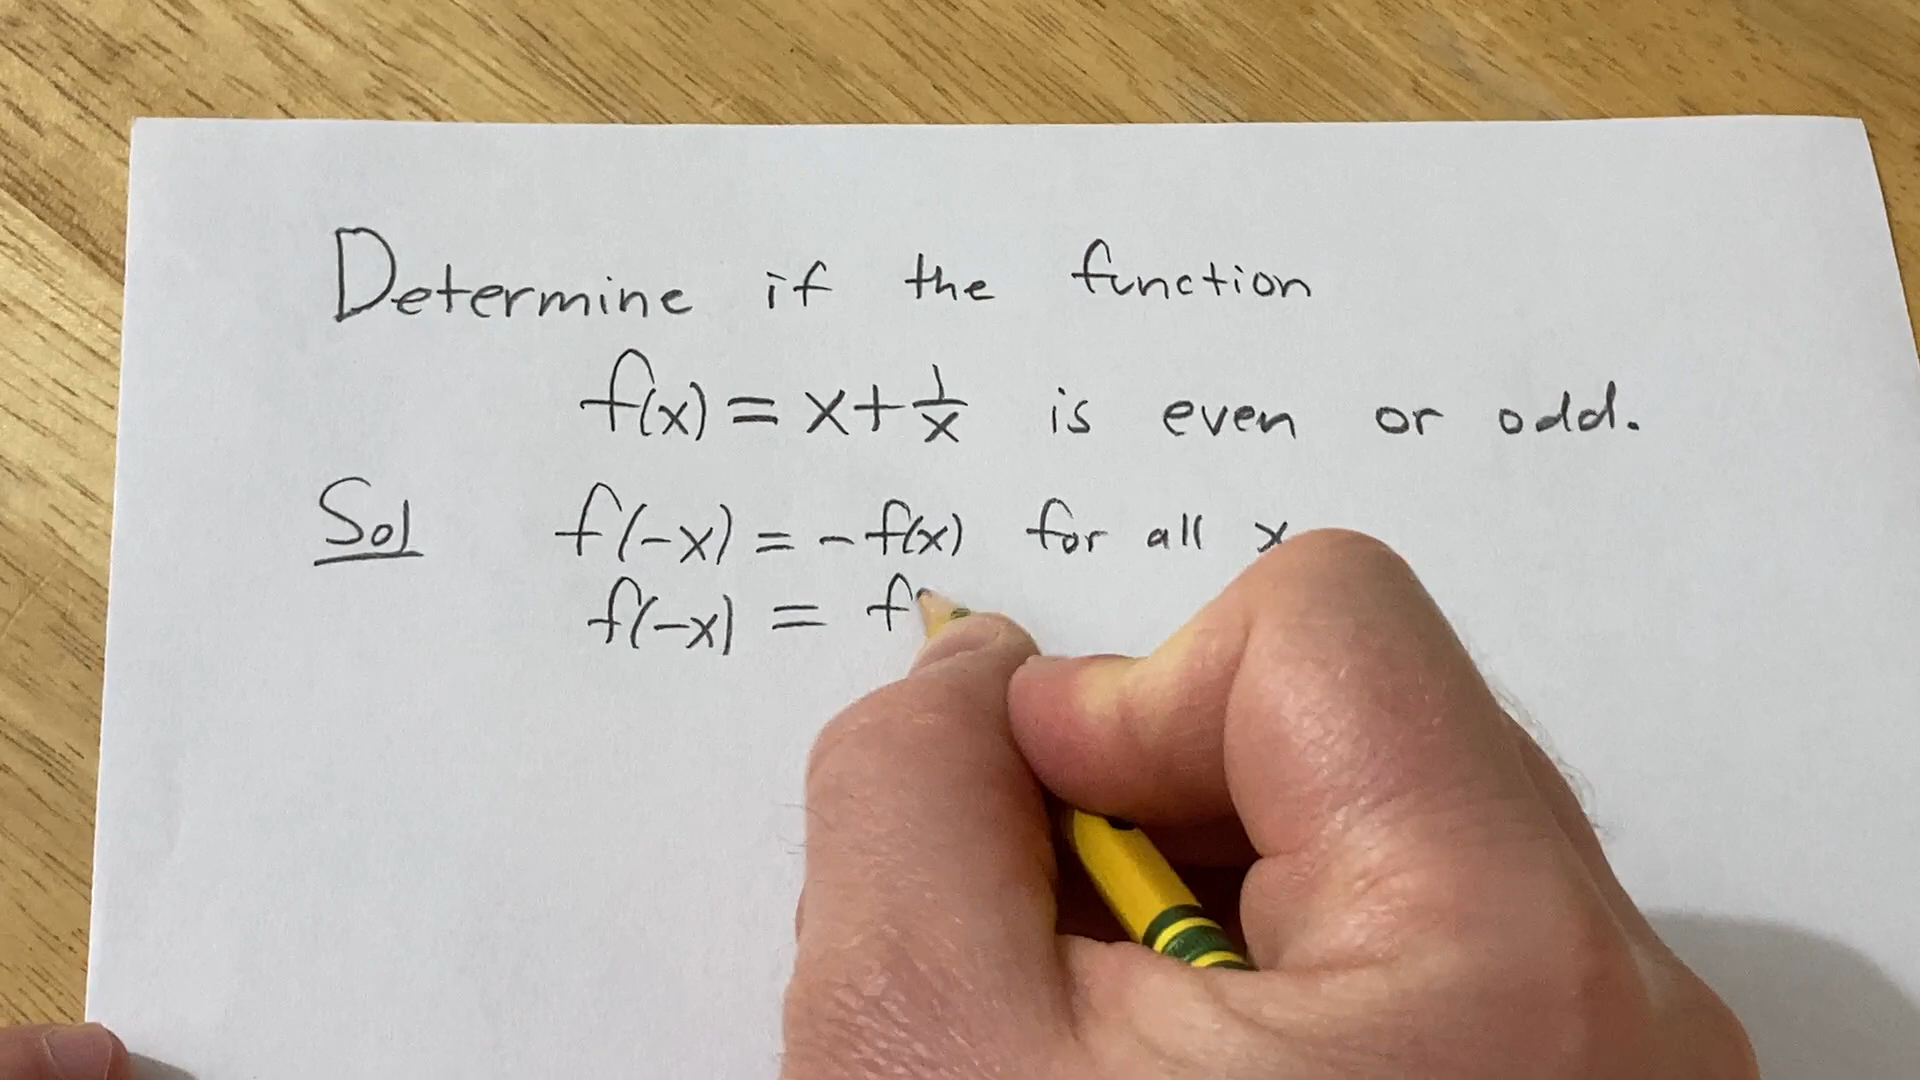 Determine if the function
f(x) = x + 1/x is even or odd.
Sol f(-x) = -f(x) for all x
f(-x) = f